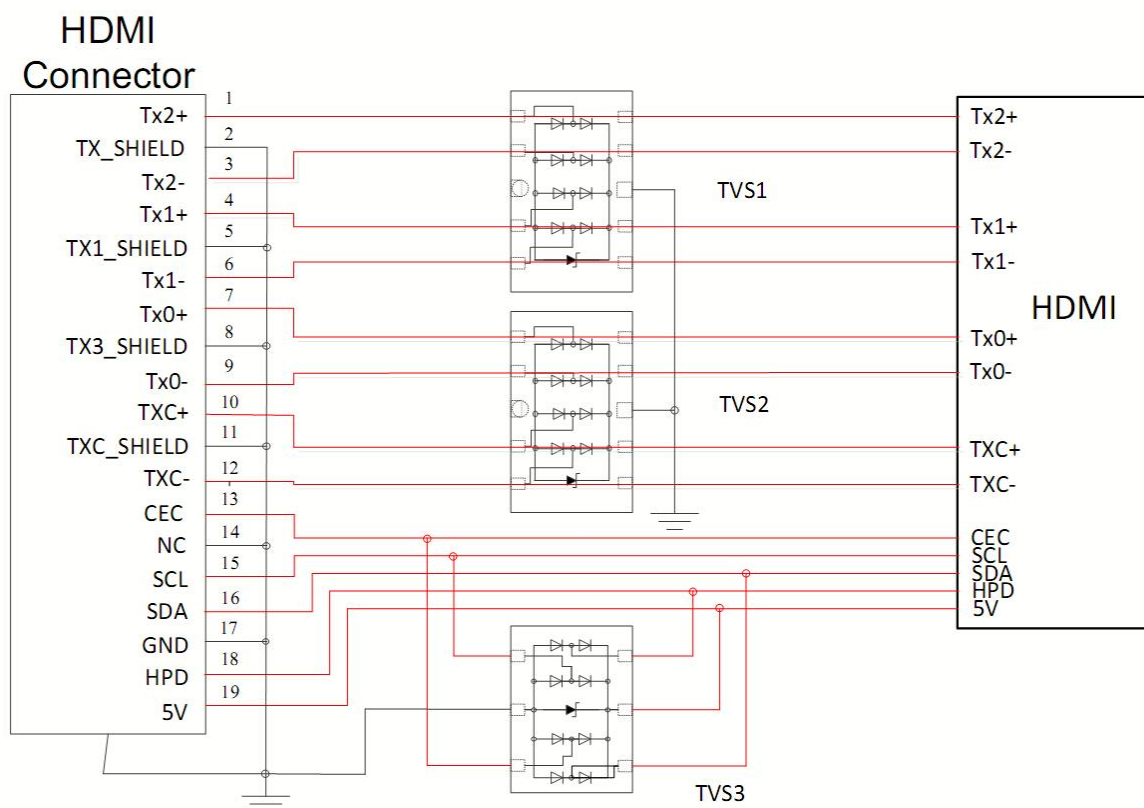 HDMI
Connector
Tx2+
1
TX_SHIELD
2
Tx2-
3
Tx1+
4
TX1_SHIELD
5
Tx1-
6
Tx0+
7
TX3_SHIELD
8
Tx0-
9
TXC+
10
TXC_SHIELD
11
TXC-
12
CEC
13
NC
14
SCL
15
SDA
16
GND
17
HPD
18
5V
19
TVS1
TVS2
TVS3
Tx2+
Tx2-
Tx1+
Tx1-
HDMI
Tx0+
Tx0-
TXC+
TXC-
CEC
SCL
SDA
HPD
5V